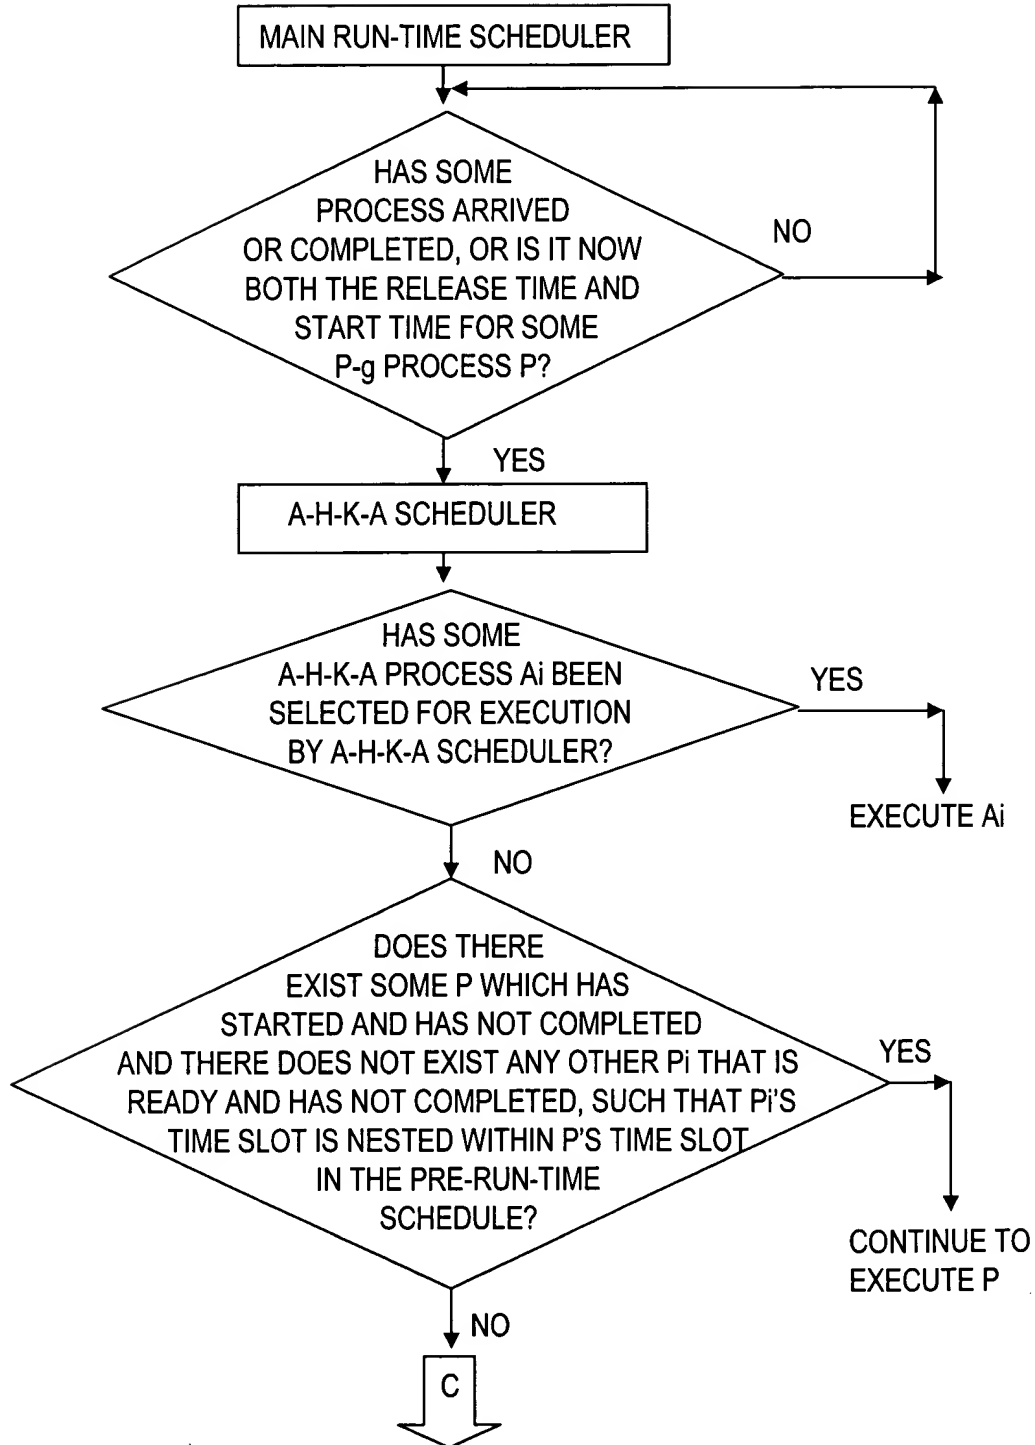 MAIN RUN-TIME SCHEDULER
HAS SOME
PROCESS ARRIVED
OR COMPLETED, OR IS IT NOW
BOTH THE RELEASE TIME AND
START TIME FOR SOME
P-g PROCESS P?
NO
YES
A-H-K-A SCHEDULER
HAS SOME
A-H-K-A PROCESS Ai BEEN
SELECTED FOR EXECUTION
BY A-H-K-A SCHEDULER?
YES
EXECUTE Ai
NO
DOES THERE
EXIST SOME P WHICH HAS
STARTED AND HAS NOT COMPLETED
AND THERE DOES NOT EXIST ANY OTHER Pi THAT IS
READY AND HAS NOT COMPLETED, SUCH THAT Pi'S
TIME SLOT IS NESTED WITHIN P'S TIME SLOT
IN THE PRE-RUN-TIME
SCHEDULE?
YES
CONTINUE TO
EXECUTE P
NO
C